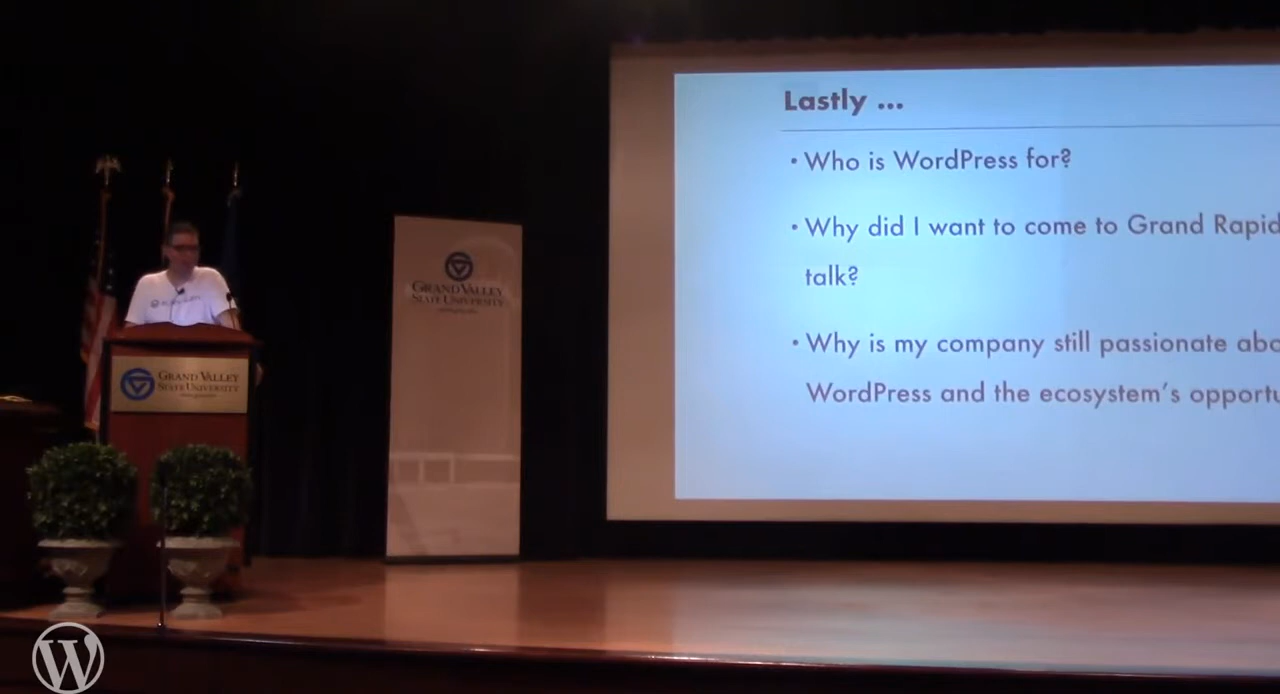 Lastly ...
• Who is WordPress for?
• Why did I want to come to Grand Rapid
talk?
• Why is my company still passionate abo
WordPress and the ecosystem's opportu
GRAND VALLEY
STATE UNIVERSITY
GRAND VALLEY
STATE UNIVERSITY
W